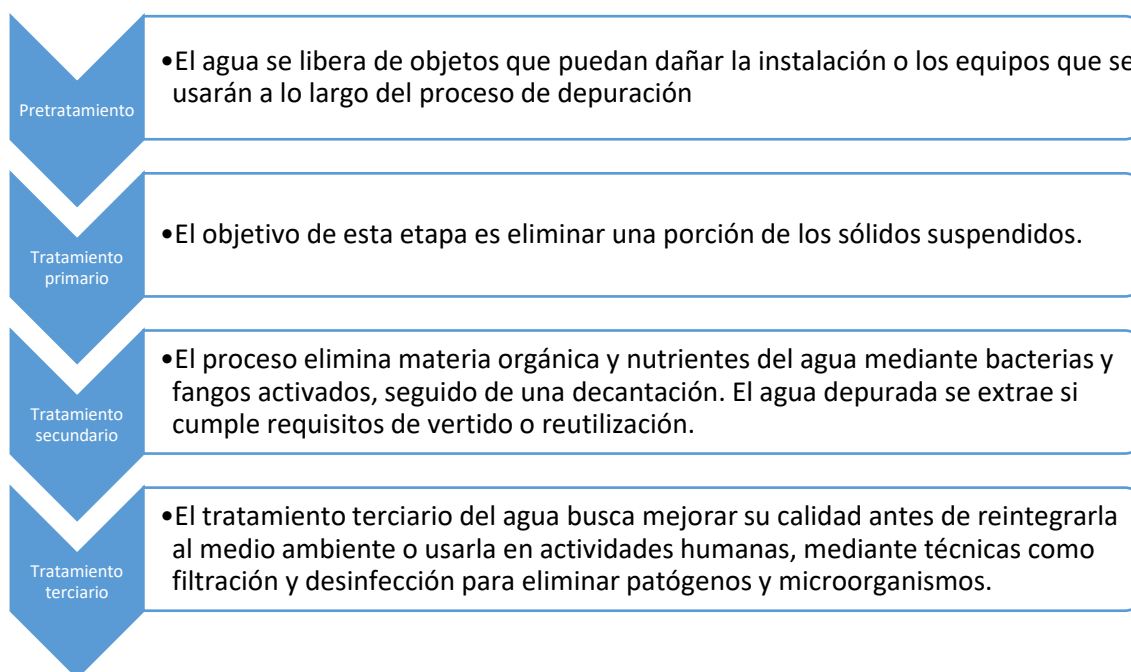 Pretratamiento
•El agua se libera de objetos que puedan dañar la instalación o los equipos que se
usarán a lo largo del proceso de depuración
Tratamiento
primario
•El objetivo de esta etapa es eliminar una porción de los sólidos suspendidos.
Tratamiento
secundario
•El proceso elimina materia orgánica y nutrientes del agua mediante bacterias y
fangos activados, seguido de una decantación. El agua depurada se extrae si
cumple requisitos de vertido o reutilización.
Tratamiento
terciario
•El tratamiento terciario del agua busca mejorar su calidad antes de reintegrarla
al medio ambiente o usarla en actividades humanas, mediante técnicas como
filtración y desinfección para eliminar patógenos y microorganismos.